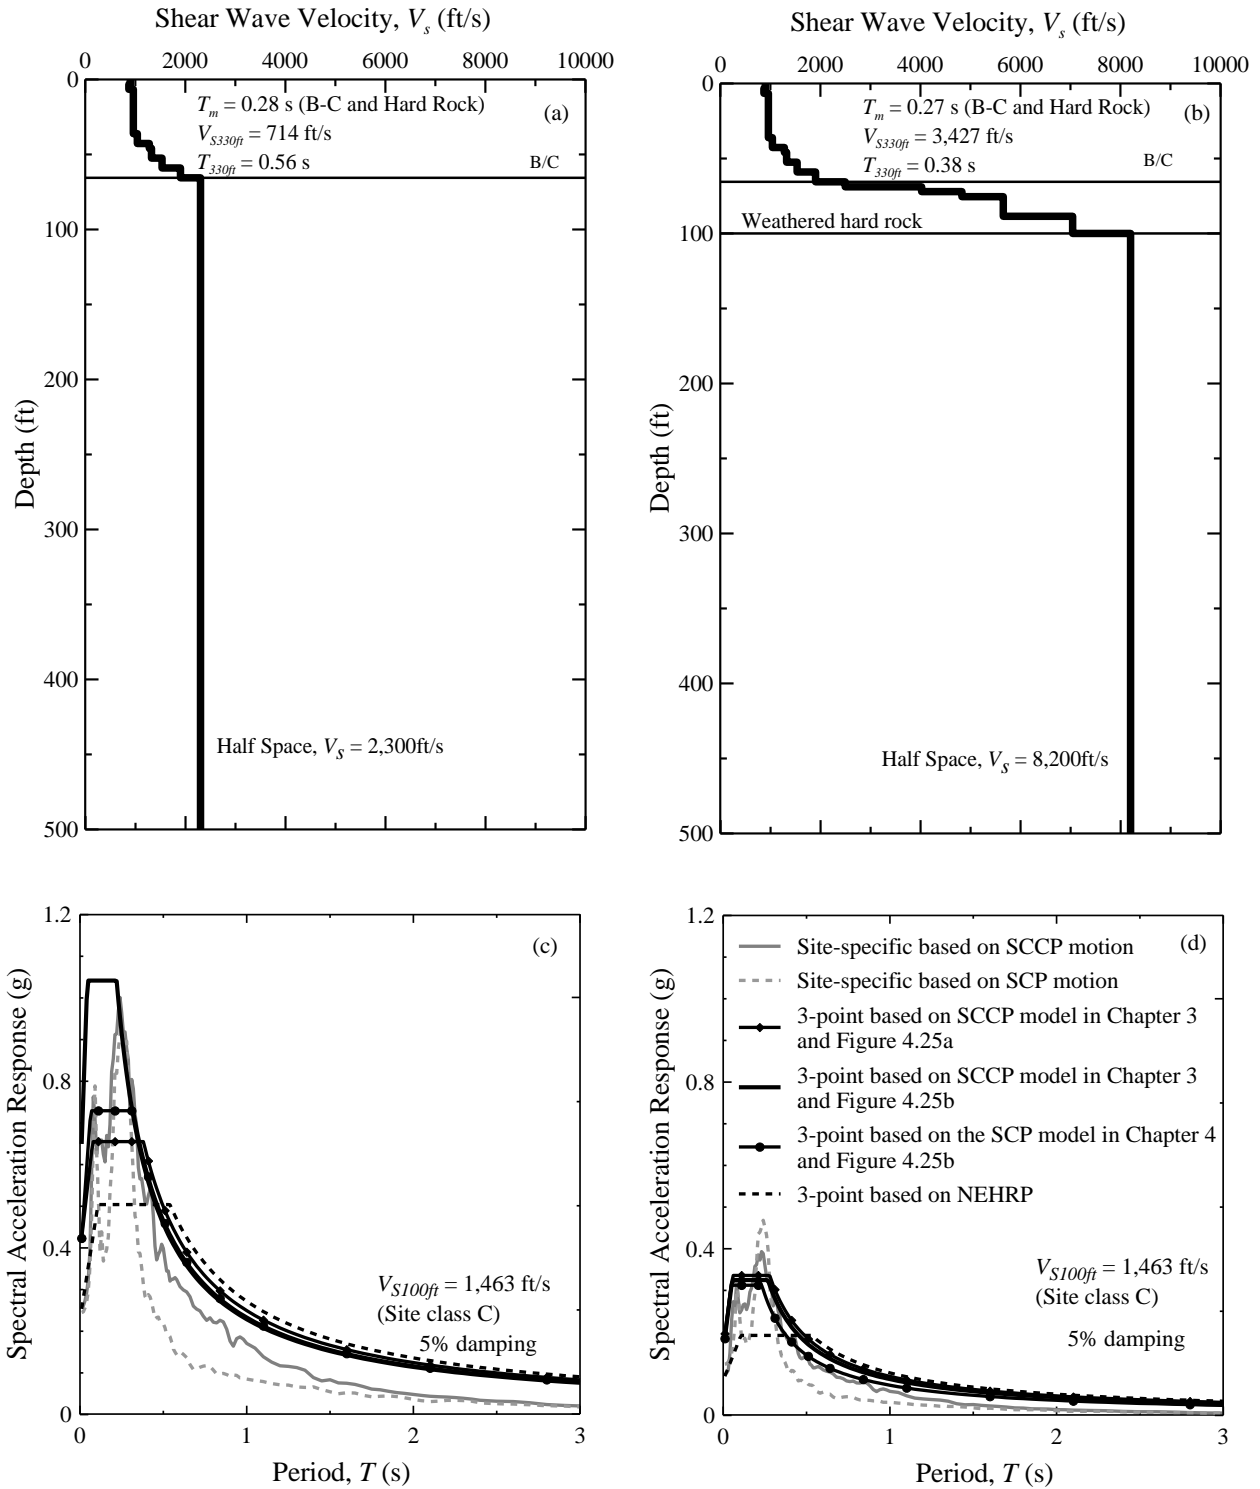 Shear Wave Velocity, Vs (ft/s)
0 2000 4000 6000 8000 10000
0
100
200
300
400
500
Depth (ft)
Tm = 0.28 s (B-C and Hard Rock)
(a)
VS330ft = 714 ft/s
T330ft = 0.56 s
B/C
Half Space, VS = 2,300ft/s
Shear Wave Velocity, Vs (ft/s)
0 2000 4000 6000 8000 10000
0
100
200
300
400
500
Depth (ft)
Tm = 0.27 s (B-C and Hard Rock)
(b)
VS330ft = 3,427 ft/s
T330ft = 0.38 s
B/C
Weathered hard rock
Half Space, VS = 8,200ft/s
1.2
0.8
0.4
0
Spectral Acceleration Response (g)
(c)
VS100ft = 1,463 ft/s
(Site class C)
5% damping
0 1 2 3
Period, T (s)
1.2
0.8
0.4
0
Spectral Acceleration Response (g)
(d)
Site-specific based on SCCP motion
Site-specific based on SCP motion
3-point based on SCCP model in Chapter 3
and Figure 4.25a
3-point based on SCCP model in Chapter 3
and Figure 4.25b
3-point based on the SCP model in Chapter 4
and Figure 4.25b
3-point based on NEHRP
VS100ft = 1,463 ft/s
(Site class C)
5% damping
0 1 2 3
Period, T (s)